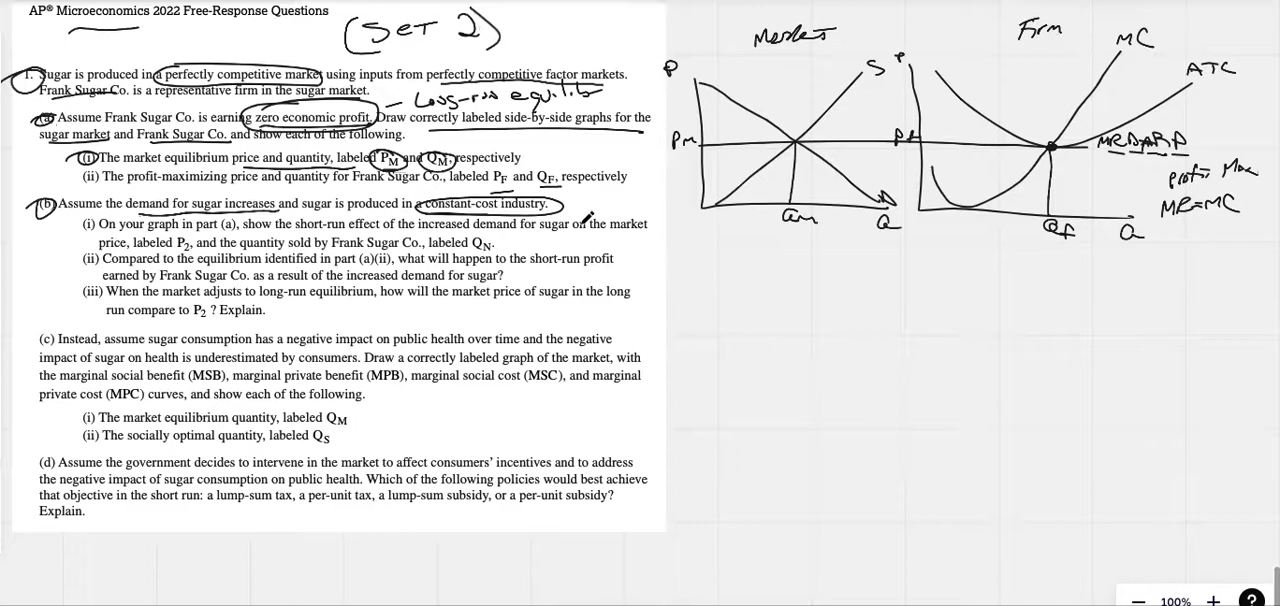 AP® Microeconomics 2022 Free-Response Questions
(SET 2)
1. Sugar is produced in a perfectly competitive market using inputs from perfectly competitive factor markets.
Frank Sugar Co. is a representative firm in the sugar market.
- Long-run equilib
(a) Assume Frank Sugar Co. is earning zero economic profit. Draw correctly labeled side-by-side graphs for the
sugar market and Frank Sugar Co. and show each of the following.
(i) The market equilibrium price and quantity, labeled PM and QM, respectively
(ii) The profit-maximizing price and quantity for Frank Sugar Co., labeled PF and QF, respectively
(b) Assume the demand for sugar increases and sugar is produced in a constant-cost industry.
(i) On your graph in part (a), show the short-run effect of the increased demand for sugar on the market
price, labeled P2, and the quantity sold by Frank Sugar Co., labeled QN.
(ii) Compared to the equilibrium identified in part (a)(ii), what will happen to the short-run profit
earned by Frank Sugar Co. as a result of the increased demand for sugar?
(iii) When the market adjusts to long-run equilibrium, how will the market price of sugar in the long
run compare to P2 ? Explain.
(c) Instead, assume sugar consumption has a negative impact on public health over time and the negative
impact of sugar on health is underestimated by consumers. Draw a correctly labeled graph of the market, with
the marginal social benefit (MSB), marginal private benefit (MPB), marginal social cost (MSC), and marginal
private cost (MPC) curves, and show each of the following.
(i) The market equilibrium quantity, labeled QM
(ii) The socially optimal quantity, labeled QS
(d) Assume the government decides to intervene in the market to affect consumers' incentives and to address
the negative impact of sugar consumption on public health. Which of the following policies would best achieve
that objective in the short run: a lump-sum tax, a per-unit tax, a lump-sum subsidy, or a per-unit subsidy?
Explain.
Market
P
S
Pm
D
Qm
Q
Firm
P
MC
ATC
Pf
MR=D=AR=P
Profit Max
MR=MC
Qf
Q
100%